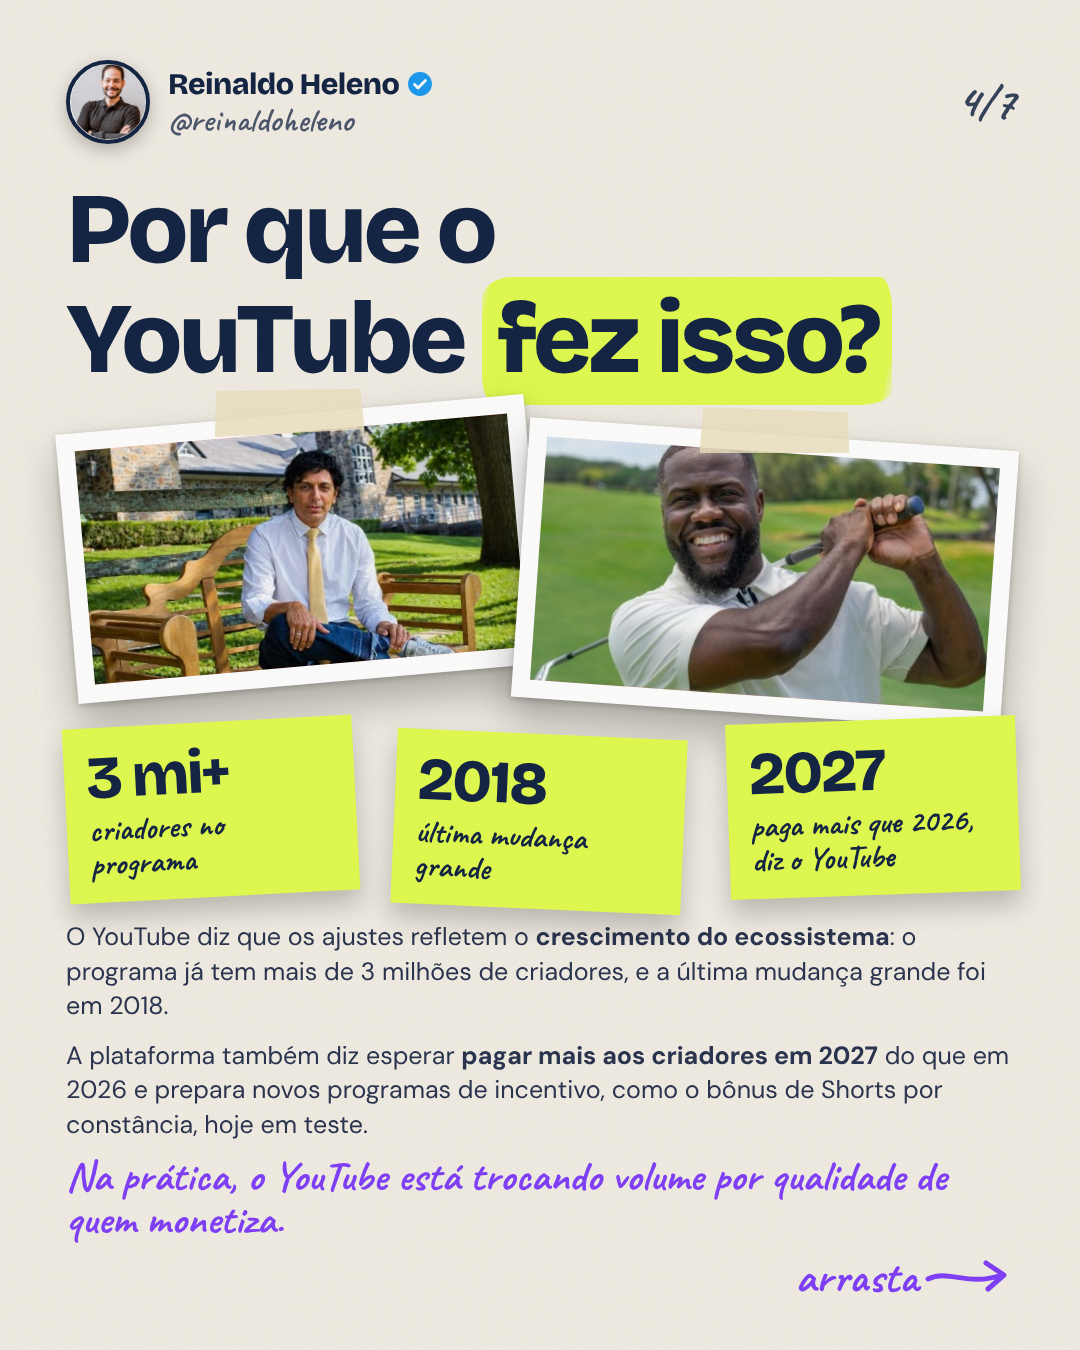 Reinaldo Heleno
@reinaldoheleno
4/7
Por que o
YouTube fez isso?
3 mi+
criadores no
programa
2018
última mudança
grande
2027
paga mais que 2026,
diz o YouTube
O YouTube diz que os ajustes refletem o crescimento do ecossistema: o
programa já tem mais de 3 milhões de criadores, e a última mudança grande foi
em 2018.
A plataforma também diz esperar pagar mais aos criadores em 2027 do que em
2026 e prepara novos programas de incentivo, como o bônus de Shorts por
constância, hoje em teste.
Na prática, o YouTube está trocando volume por qualidade de
quem monetiza.
arrasta